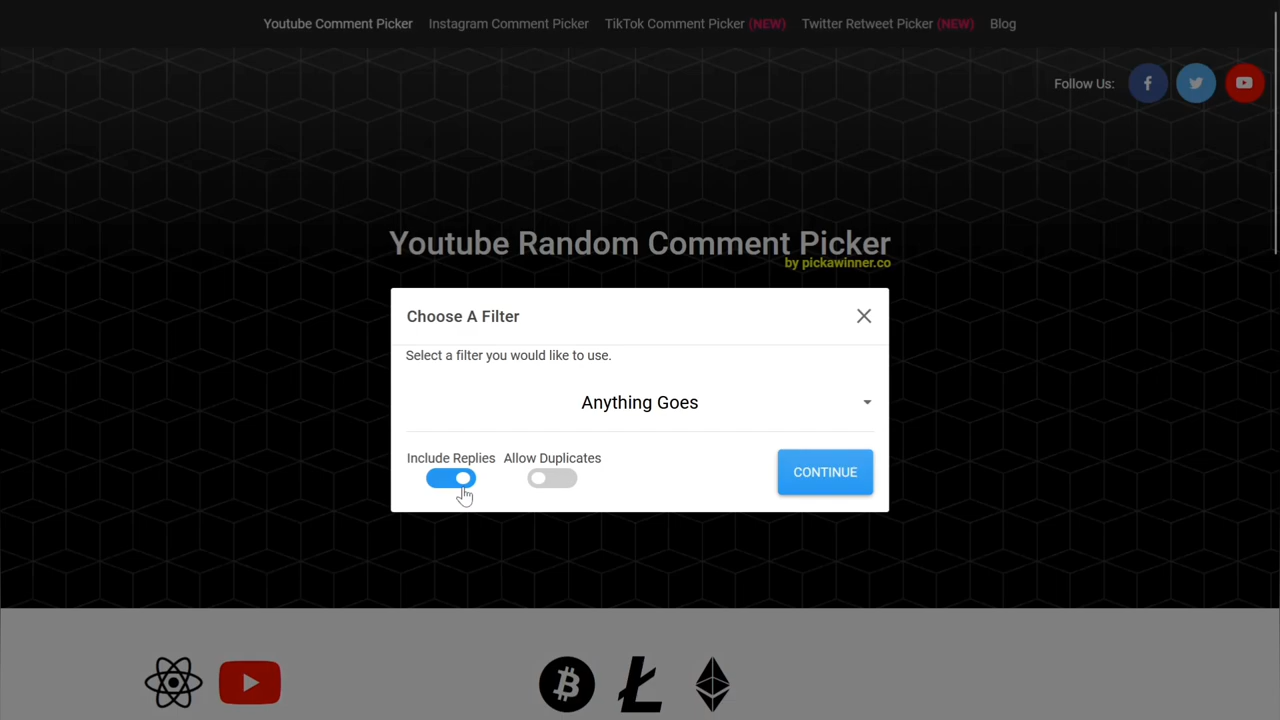 Youtube Comment Picker Instagram Comment Picker TikTok Comment Picker (NEW) Twitter Retweet Picker (NEW) Blog
Follow Us:
Youtube Random Comment Picker
by pickawinner.co
Choose A Filter
Select a filter you would like to use.
Anything Goes
Include Replies Allow Duplicates
CONTINUE